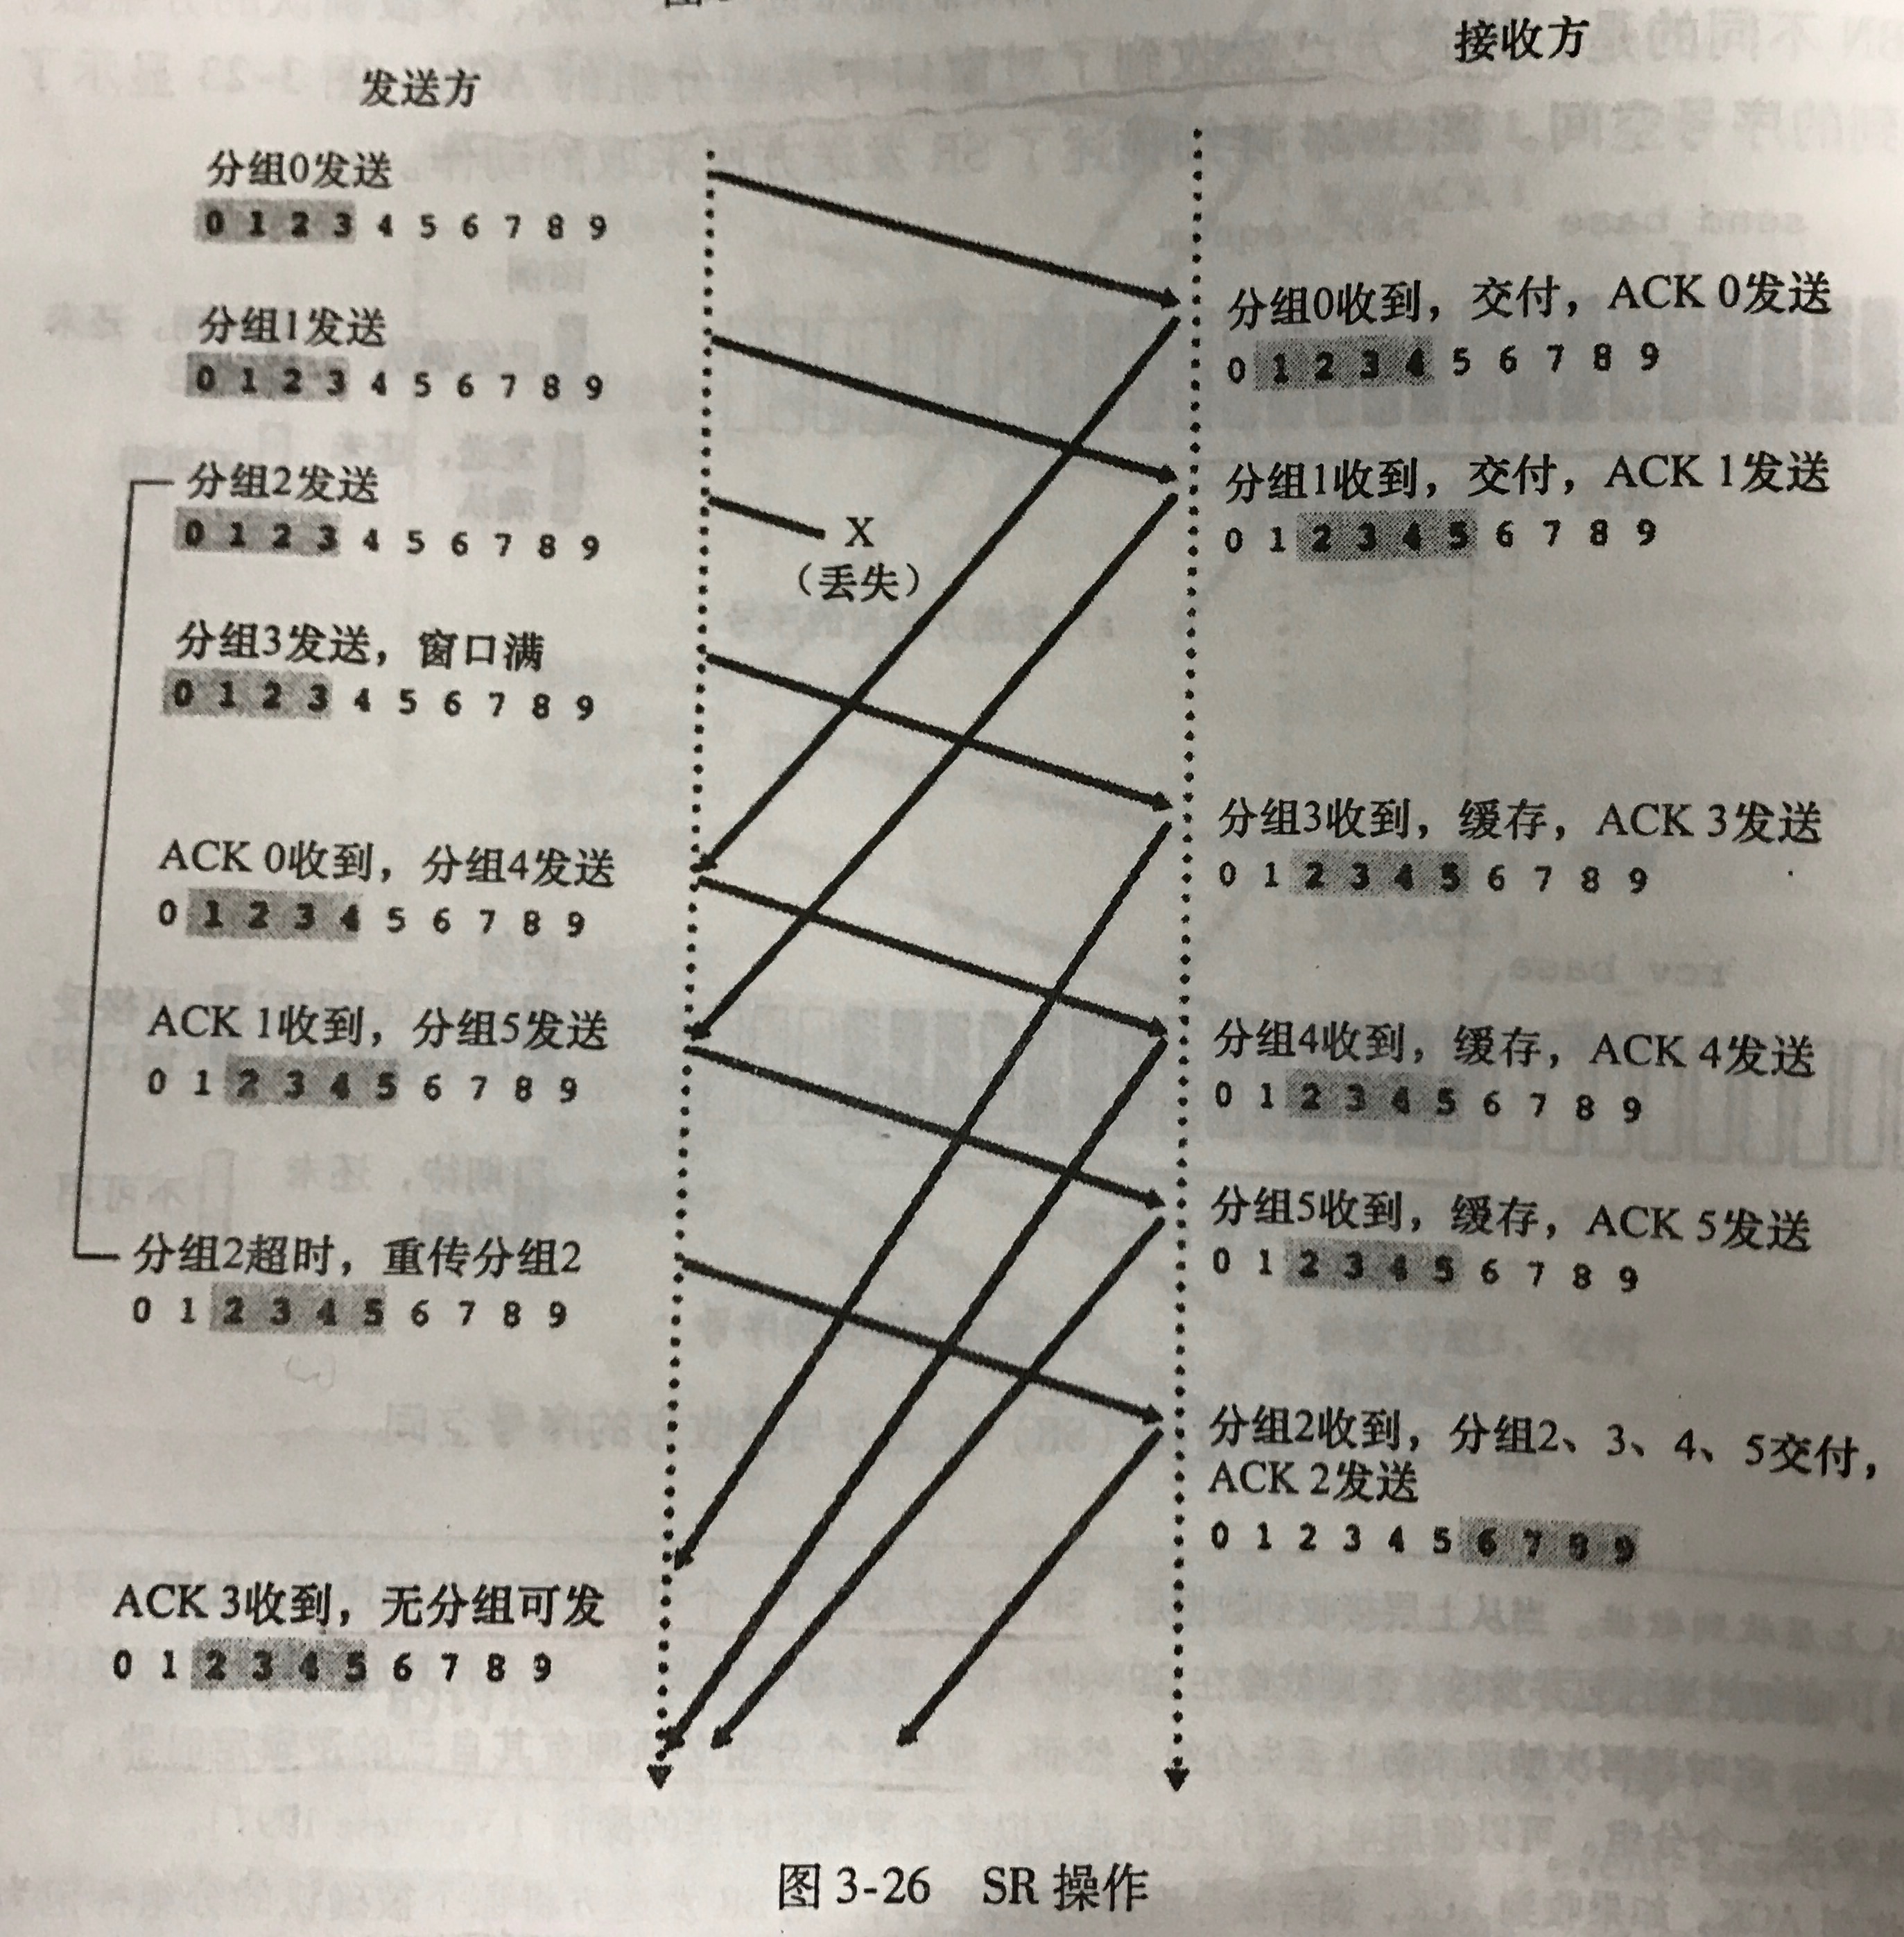 发送方
接收方
分组0发送
0 1 2 3 4 5 6 7 8 9
分组0收到，交付，ACK 0发送
0 1 2 3 4 5 6 7 8 9
分组1发送
0 1 2 3 4 5 6 7 8 9
分组1收到，交付，ACK 1发送
0 1 2 3 4 5 6 7 8 9
分组2发送
0 1 2 3 4 5 6 7 8 9
X
（丢失）
分组3发送，窗口满
0 1 2 3 4 5 6 7 8 9
分组3收到，缓存，ACK 3发送
0 1 2 3 4 5 6 7 8 9
ACK 0收到，分组4发送
0 1 2 3 4 5 6 7 8 9
分组4收到，缓存，ACK 4发送
0 1 2 3 4 5 6 7 8 9
ACK 1收到，分组5发送
0 1 2 3 4 5 6 7 8 9
分组5收到，缓存，ACK 5发送
0 1 2 3 4 5 6 7 8 9
分组2超时，重传分组2
0 1 2 3 4 5 6 7 8 9
分组2收到，分组2、3、4、5交付，
ACK 2发送
0 1 2 3 4 5 6 7 8 9
ACK 3收到，无分组可发
0 1 2 3 4 5 6 7 8 9
图 3-26 SR 操作